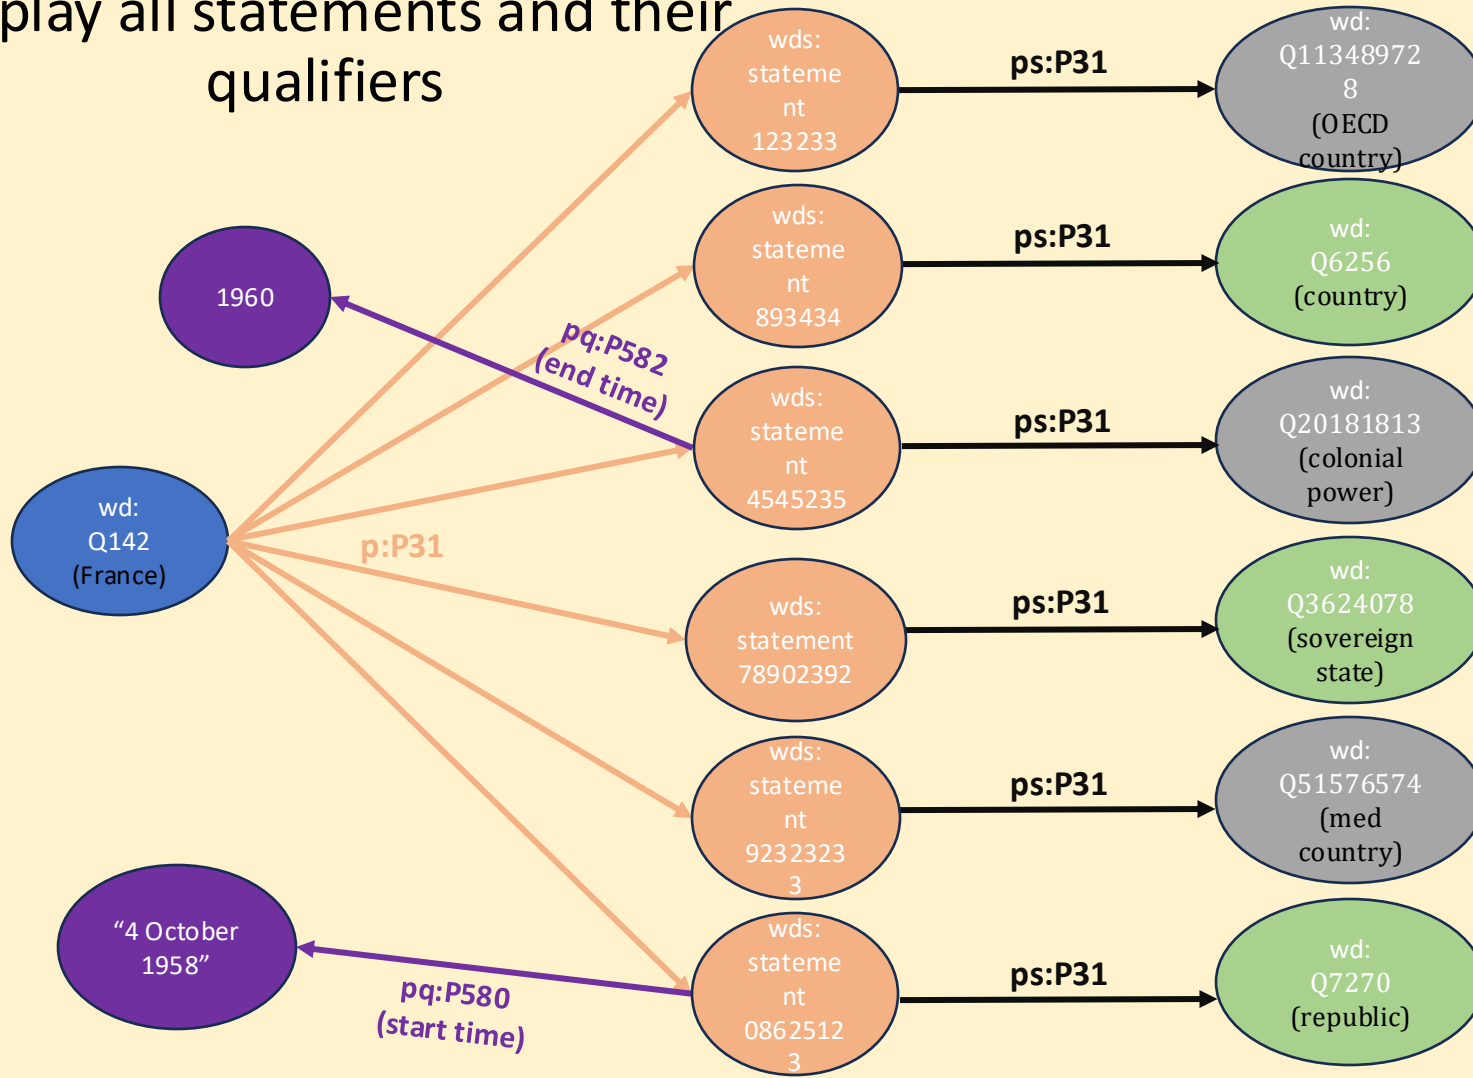 play all statements and their
qualifiers
wds:
stateme
nt
123233
ps:P31
wd:
Q11348972
8
(OECD
country)
wds:
stateme
nt
893434
ps:P31
wd:
Q6256
(country)
1960
pq:P582
(end time)
wds:
stateme
nt
4545235
ps:P31
wd:
Q20181813
(colonial
power)
wd:
Q142
(France)
p:P31
wds:
statement
78902392
ps:P31
wd:
Q3624078
(sovereign
state)
wds:
stateme
nt
9232323
3
ps:P31
wd:
Q51576574
(med
country)
“4 October
1958”
pq:P580
(start time)
wds:
stateme
nt
0862512
3
ps:P31
wd:
Q7270
(republic)